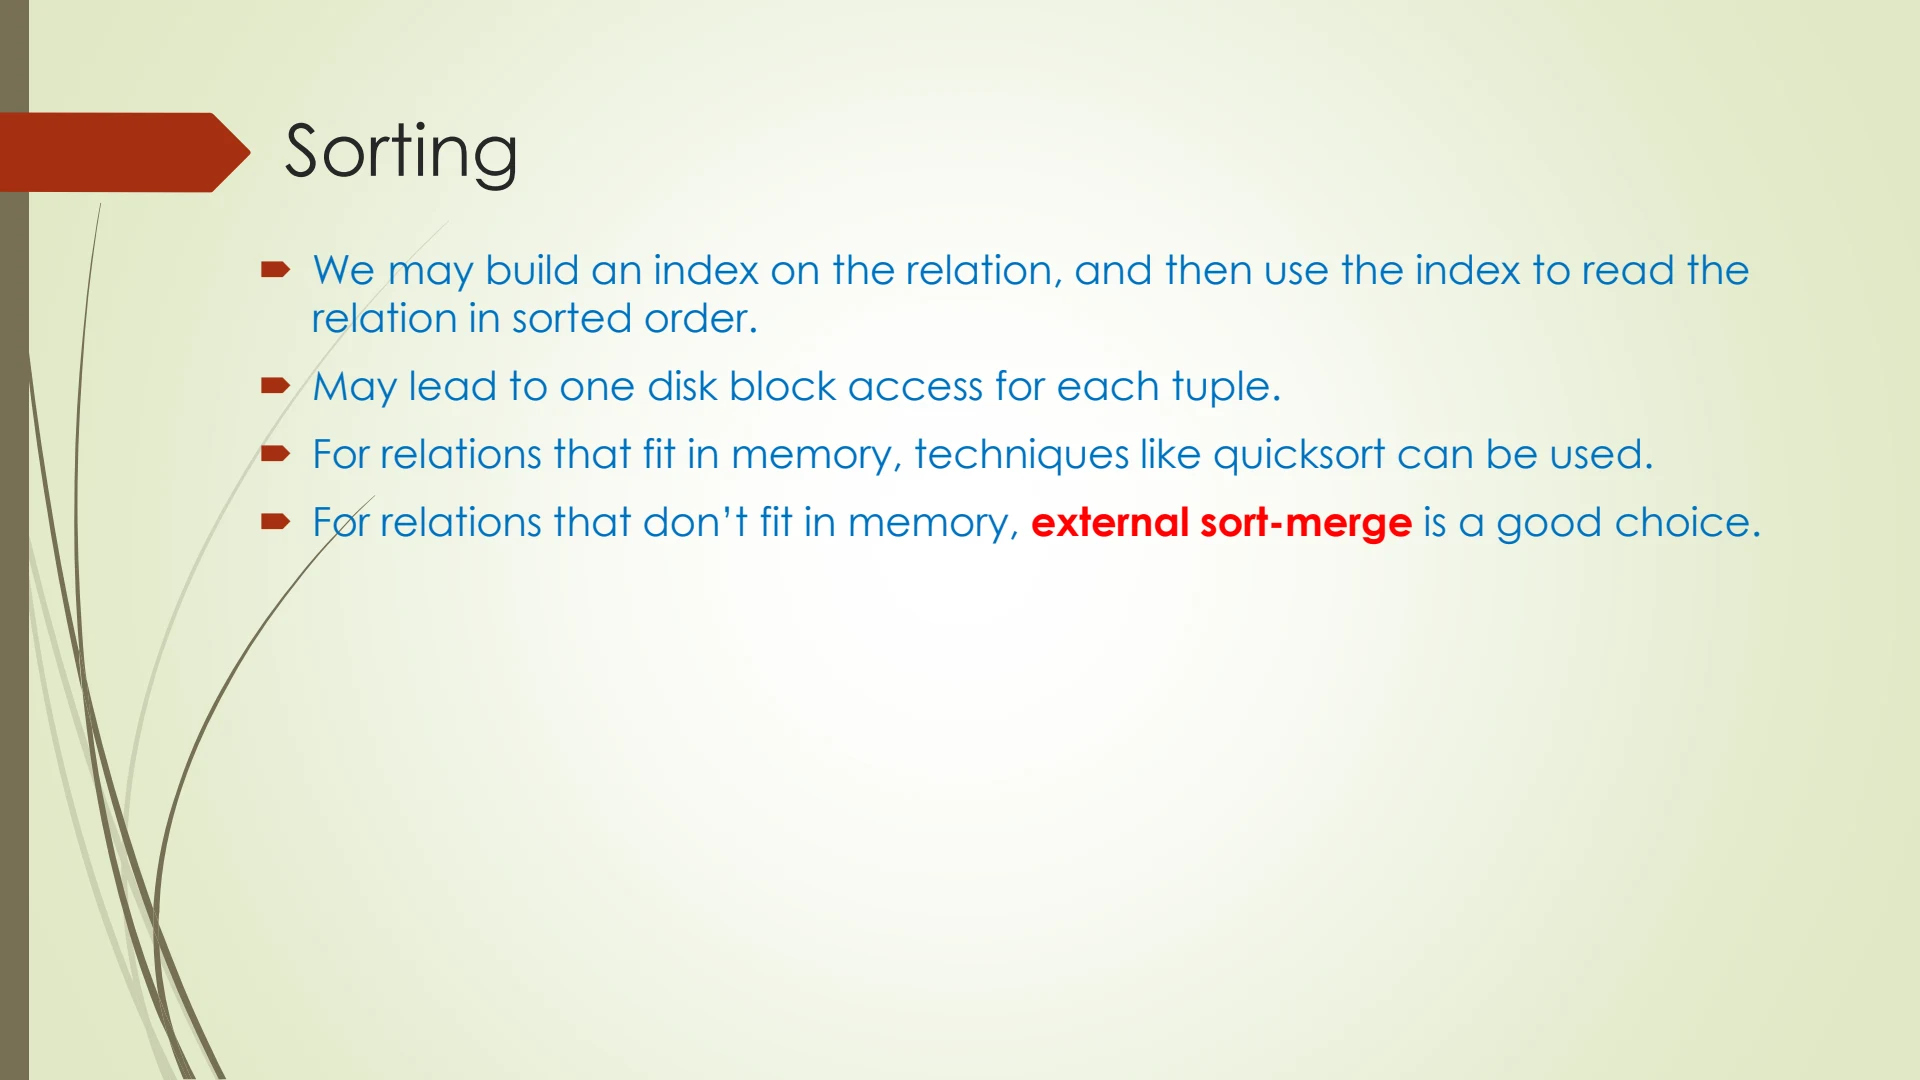 Sorting
We may build an index on the relation, and then use the index to read the
relation in sorted order.
May lead to one disk block access for each tuple.
For relations that fit in memory, techniques like quicksort can be used.
For relations that don’t fit in memory, external sort-merge is a good choice.